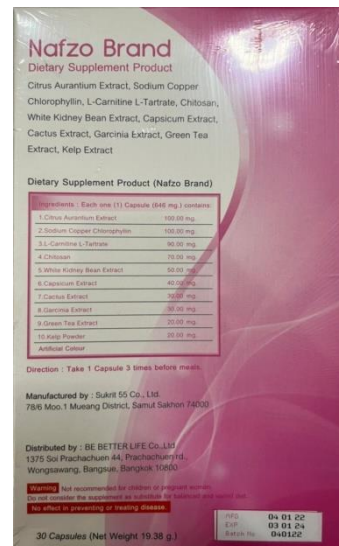 Nafzo Brand
Dietary Supplement Product
Citrus Aurantium Extract, Sodium Copper
Chlorophyllin, L-Carnitine L-Tartrate, Chitosan,
White Kidney Bean Extract, Capsicum Extract,
Cactus Extract, Garcinia Extract, Green Tea
Extract, Kelp Extract
Dietary Supplement Product (Nafzo Brand)
Ingredients : Each one (1) Capsule (646 mg.) contains
1.Citrus Aurantium Extract 100.00 mg.
2.Sodium Copper Chlorophyllin 100.00 mg.
3.L-Carnitine L-Tartrate 90.00 mg.
4.Chitosan 70.00 mg.
5.White Kidney Bean Extract 50.00 mg.
6.Capsicum Extract 40.00 mg.
7.Cactus Extract mg.
8.Garcinia Extract 30.00 mg.
9.Green Tea Extract 20.00 mg.
10.Kelp Powder 20.00 mg.
Artificial Colour
Direction : Take 1 Capsule 3 times before meals.
Manufactured by : Sukrit 55 Co., Ltd.
78/6 Moo.1 Mueang District, Samut Sakhon 74000
Distributed by : BE BETTER LIFE Co.,Ltd.
1375 Soi Prachachuen 44, Prachachuen rd.,
Wongsawang, Bangsue, Bangkok 10800
Warning Not recommended for children or pregnant woman.
Do not consider the supplement as substitute for balanced and varied diet.
No effect in preventing or treating disease.
30 Capsules (Net Weight 19.38 g.)
MFG 04 01 22
EXP 03 01 24
Batch No. 040122